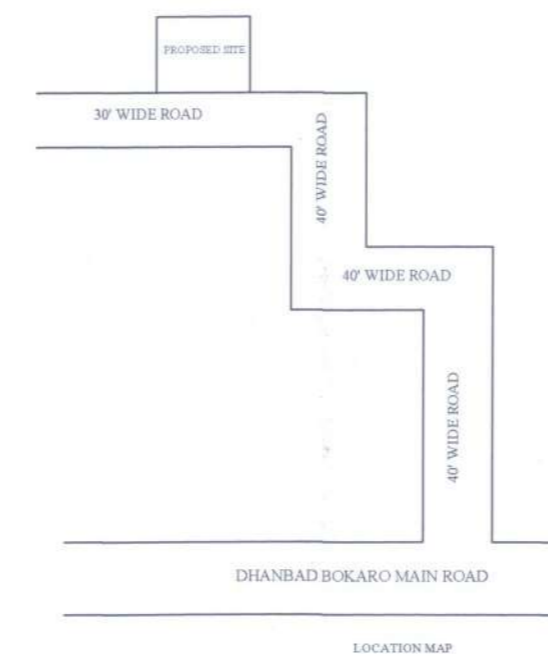 PROPOSED SITE
30' WIDE ROAD
40' WIDE ROAD
40' WIDE ROAD
40' WIDE ROAD
DHANBAD BOKARO MAIN ROAD
LOCATION MAP